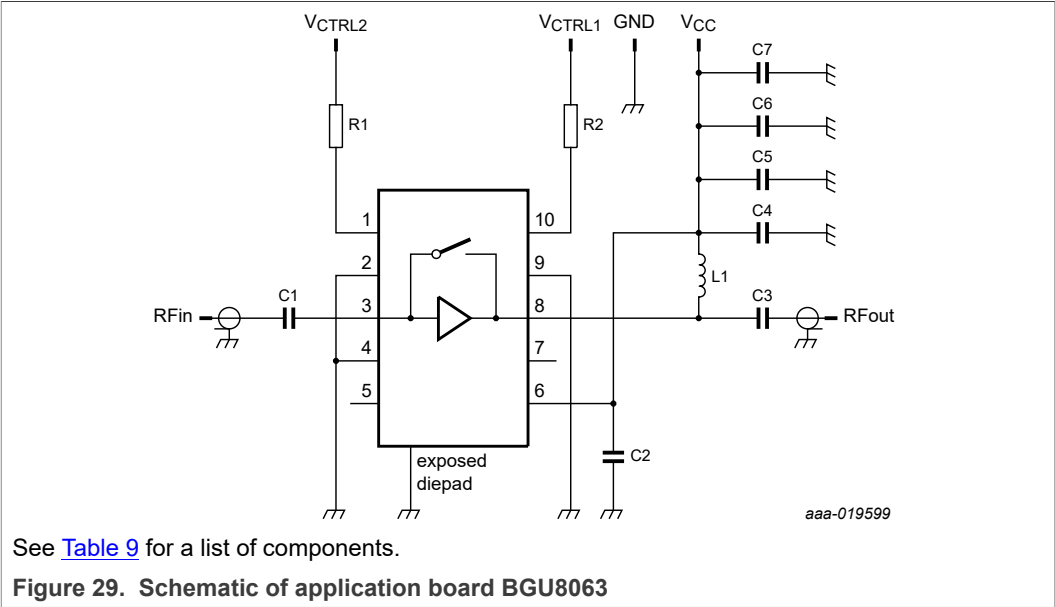 VCTRL2
VCTRL1
GND
VCC
C7
C6
C5
C4
R1
R2
1
10
2
9
L1
RFin
C1
3
8
C3
RFout
4
7
5
6
C2
exposed
diepad
aaa-019599
See Table 9 for a list of components.
Figure 29. Schematic of application board BGU8063